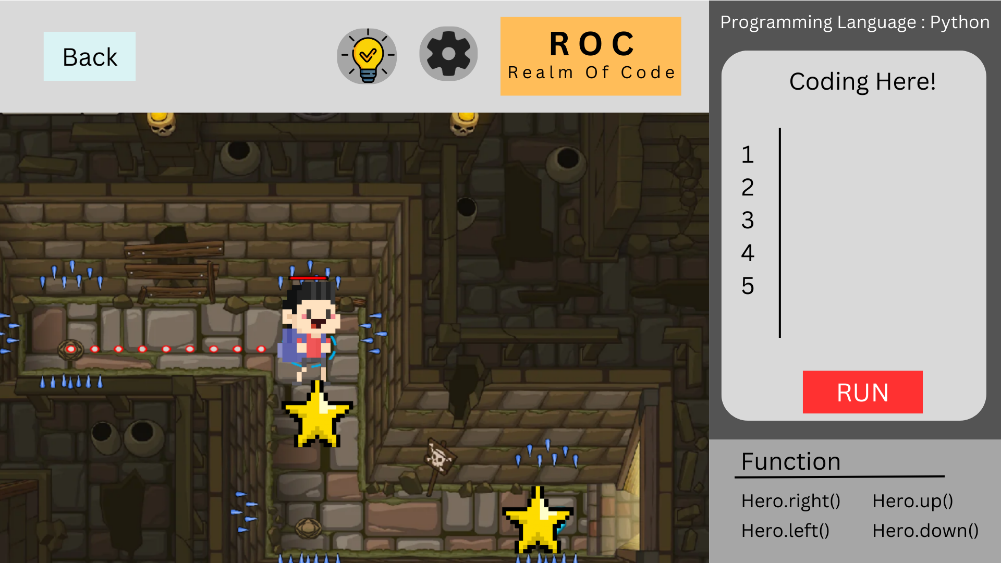 Back
R O C
Realm Of Code
Programming Language : Python
Coding Here!
1
2
3
4
5
RUN
Function
Hero.right() Hero.up()
Hero.left() Hero.down()